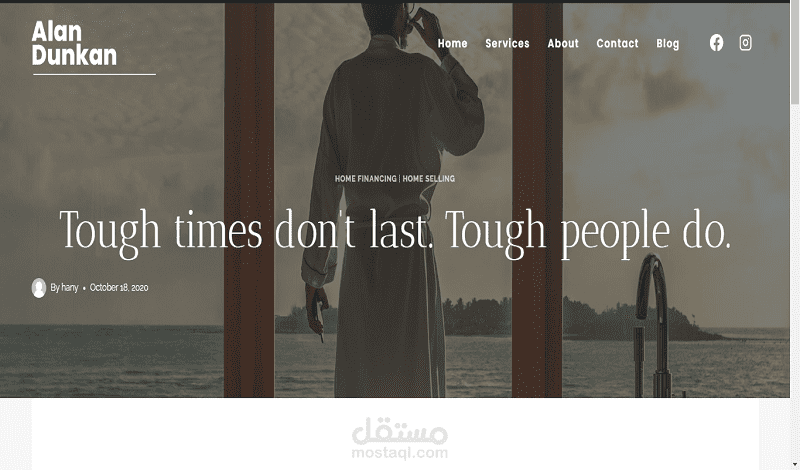 Alan
Dunkan
Home Services About Contact Blog
HOME FINANCING | HOME SELLING
Tough times don't last. Tough people do.
By hany • October 18, 2020
مستقل
mostaql.com